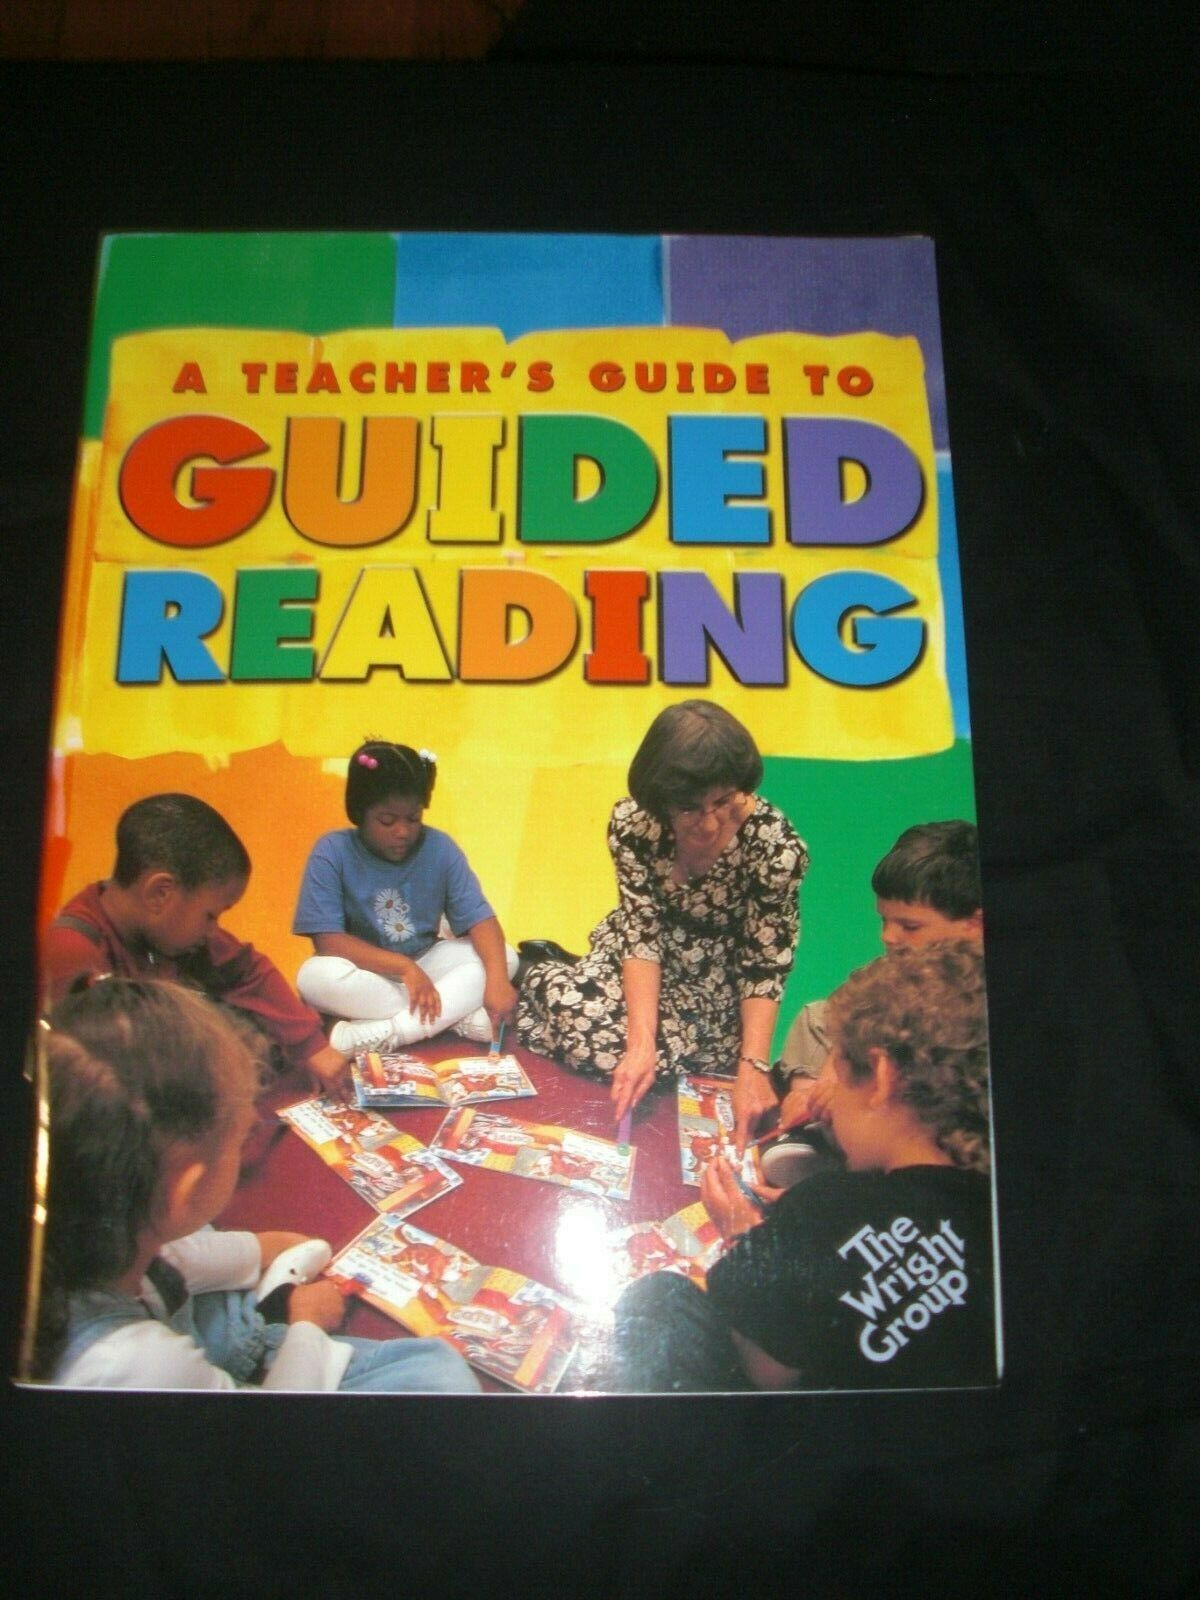 A TEACHER'S GUIDE TO
GUIDED
READING
The
Wright
Group